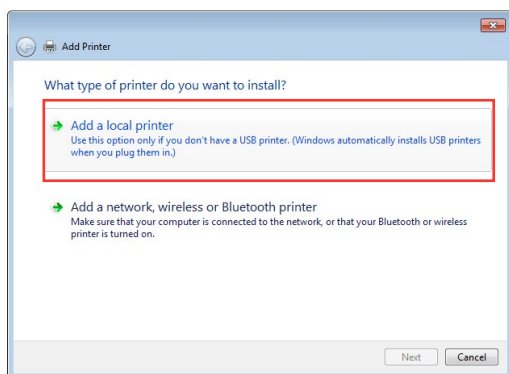 Add Printer
What type of printer do you want to install?
Add a local printer
Use this option only if you don't have a USB printer. (Windows automatically installs USB printers
when you plug them in.)
Add a network, wireless or Bluetooth printer
Make sure that your computer is connected to the network, or that your Bluetooth or wireless
printer is turned on.
Next Cancel